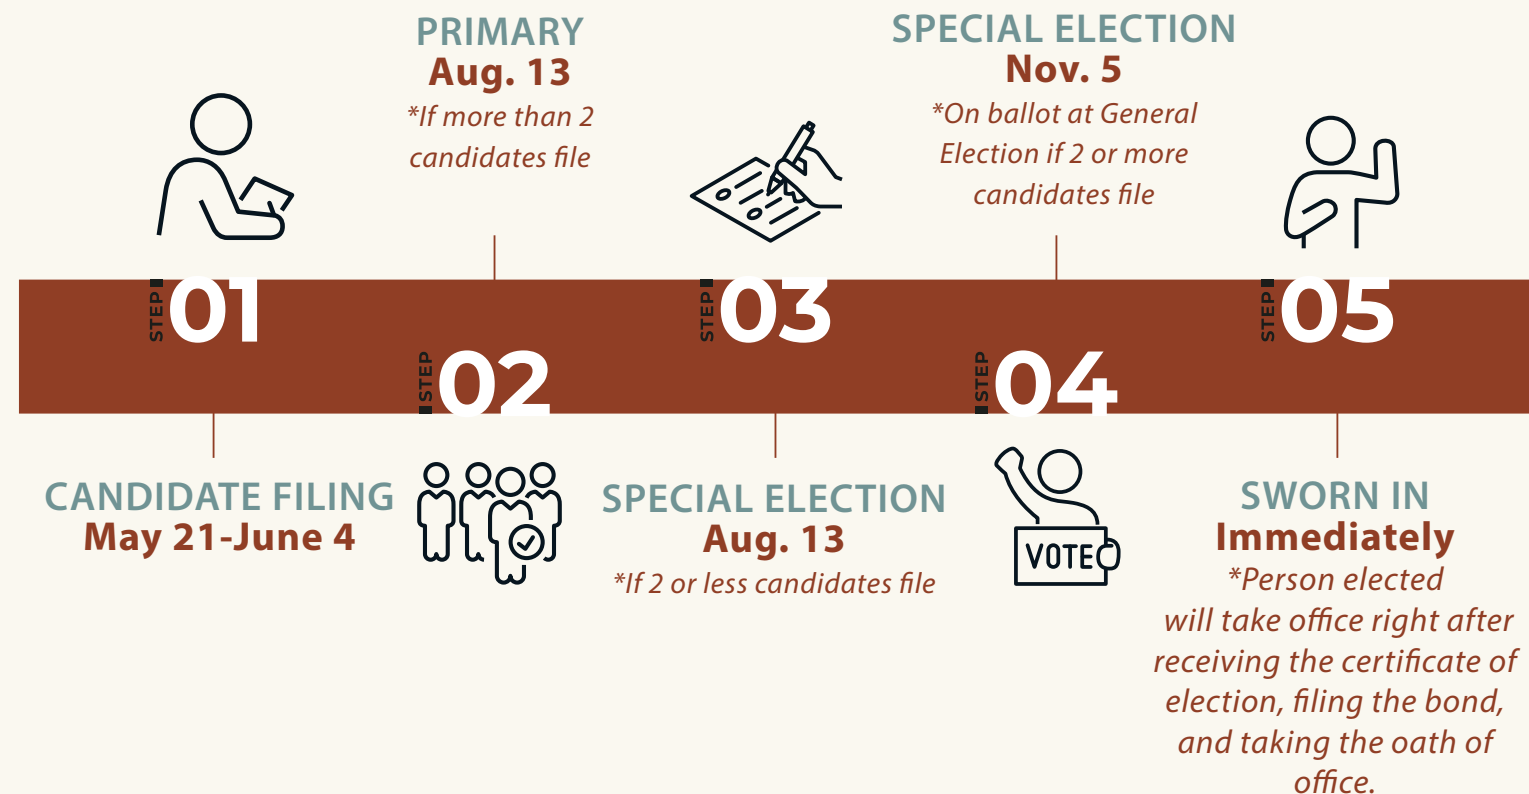 STEP 01
CANDIDATE FILING
May 21-June 4
PRIMARY
Aug. 13
*If more than 2
candidates file
STEP 02
STEP 03
SPECIAL ELECTION
Aug. 13
*If 2 or less candidates file
SPECIAL ELECTION
Nov. 5
*On ballot at General
Election if 2 or more
candidates file
STEP 04
VOTE
STEP 05
SWORN IN
Immediately
*Person elected
will take office right after
receiving the certificate of
election, filing the bond,
and taking the oath of
office.